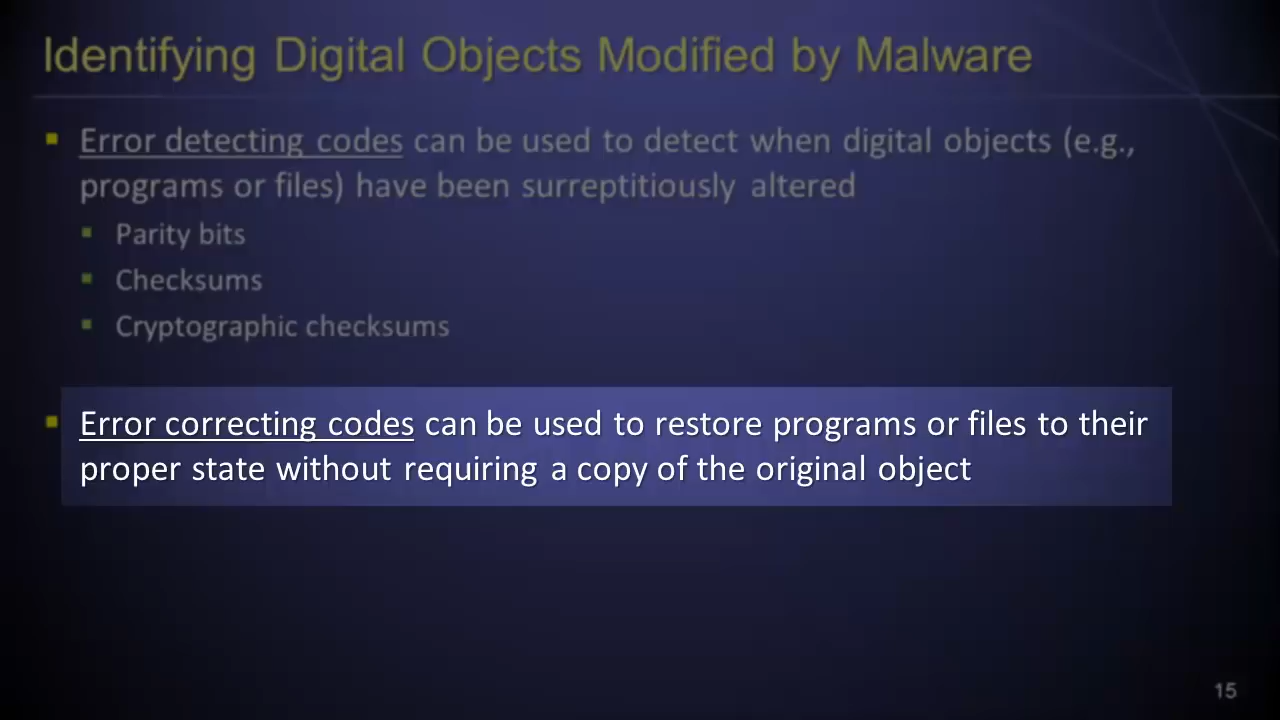 Identifying Digital Objects Modified by Malware
Error detecting codes can be used to detect when digital objects (e.g.,
programs or files) have been surreptitiously altered
Parity bits
Checksums
Cryptographic checksums
Error correcting codes can be used to restore programs or files to their
proper state without requiring a copy of the original object
15